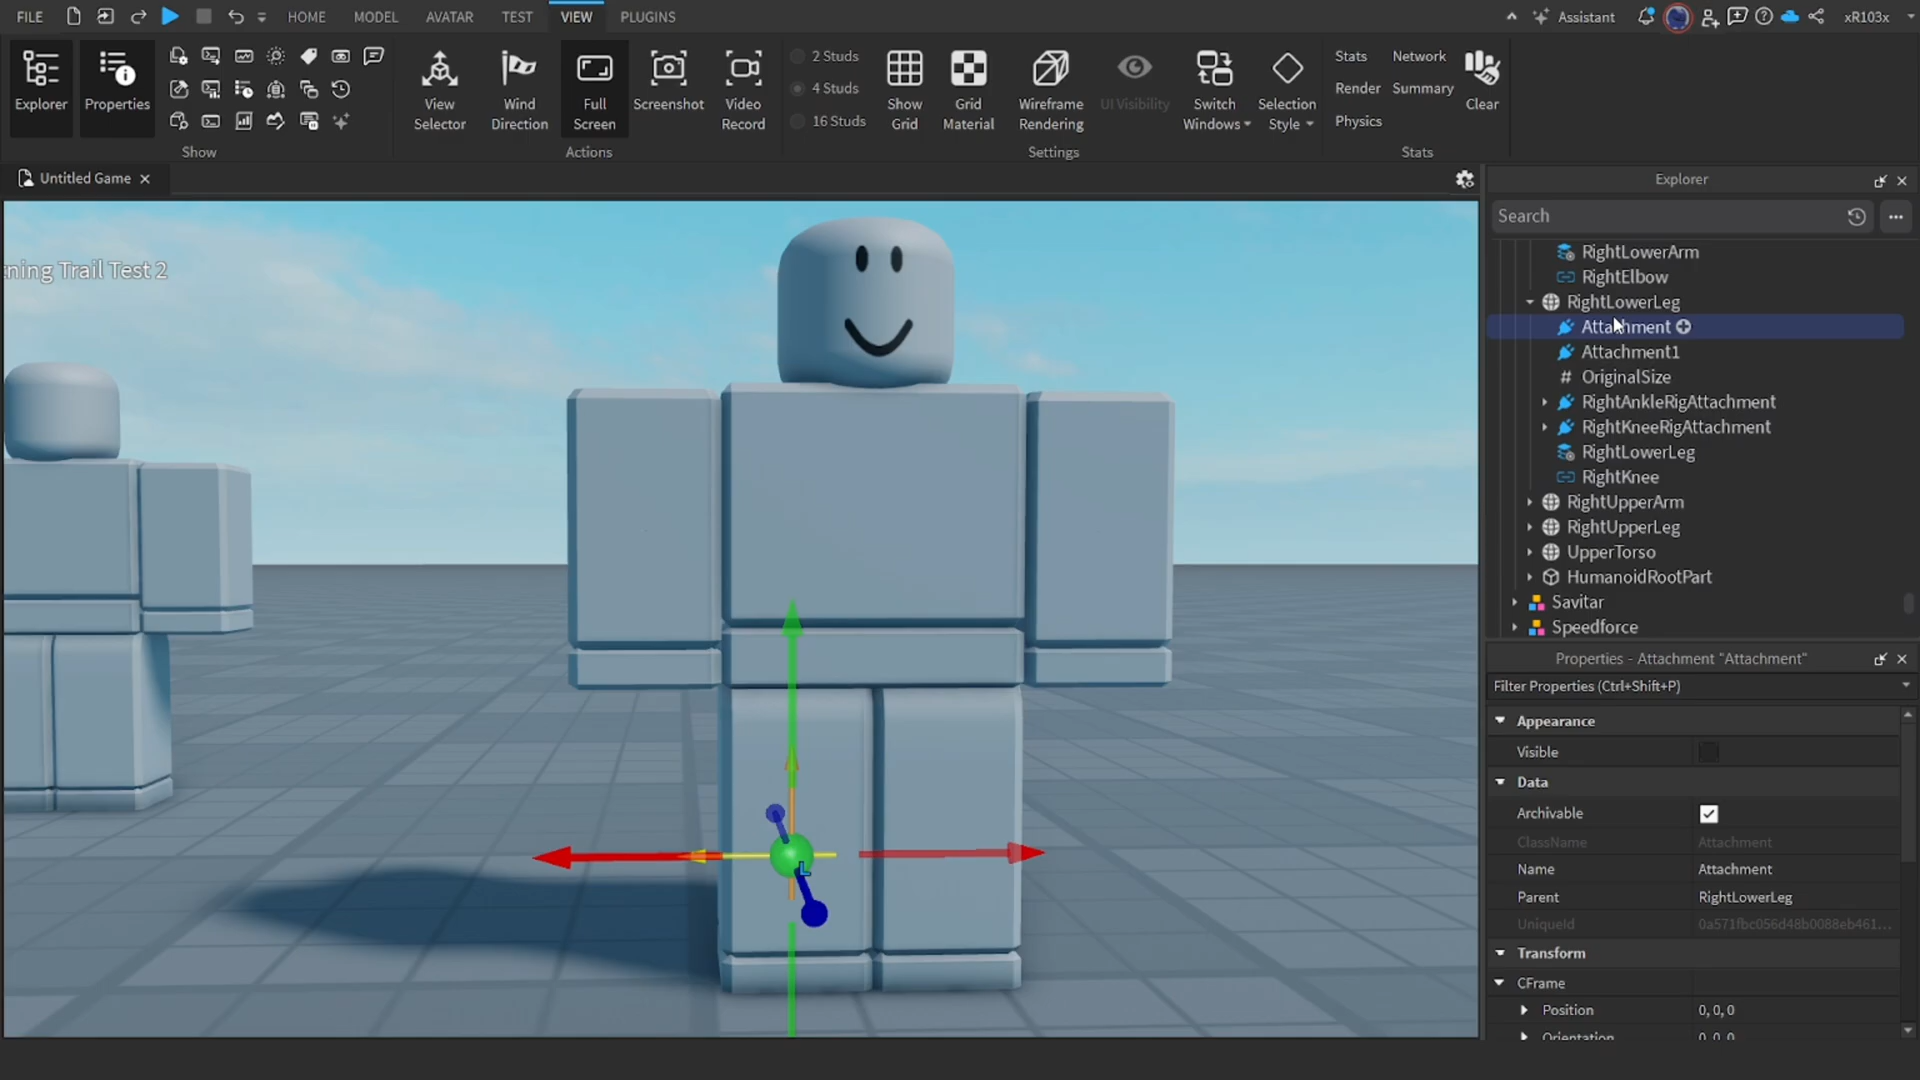 FILE HOME MODEL AVATAR TEST VIEW PLUGINS Assistant xR103x
Explorer
Properties
Show
View Selector
Wind Direction
Full Screen
Screenshot
Video Record
Actions
2 Studs
4 Studs
16 Studs
Show Grid
Grid Material
Wireframe Rendering
UI Visibility
Switch Windows
Selection Style
Settings
Stats Network
Render Summary
Physics
Clear
Stats
Untitled Game
ning Trail Test 2
L
Explorer
Search
RightLowerArm
RightElbow
RightLowerLeg
Attachment
Attachment1
OriginalSize
RightAnkleRigAttachment
RightKneeRigAttachment
RightLowerLeg
RightKnee
RightUpperArm
RightUpperLeg
UpperTorso
HumanoidRootPart
Savitar
Speedforce
Properties - Attachment "Attachment"
Filter Properties (Ctrl+Shift+P)
Appearance
Visible
Data
Archivable
ClassName Attachment
Name Attachment
Parent RightLowerLeg
UniqueId 0a571fbc056d48b0088eb461...
Transform
CFrame
Position 0, 0, 0
Orientation 0, 0, 0